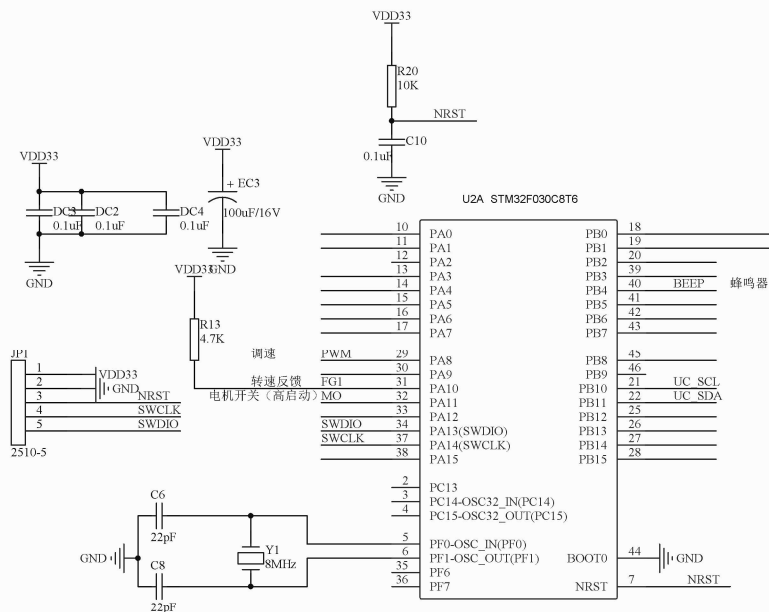 VDD33
R20
10K
NRST
C10
0.1uF
GND
VDD33
DC3
0.1uF
DC2
0.1uF
DC4
0.1uF
GND
+ EC3
100uF/16V
GND
VDD33
R13
4.7K
JP1
1 VDD33
2 GND
3 NRST
4 SWCLK
5 SWDIO
2510-5
U2A STM32F030C8T6
10 PA0
11 PA1
12 PA2
13 PA3
14 PA4
15 PA5
16 PA6
17 PA7
调速 PWM 29 PA8
30 PA9
转速反馈 FG1 31 PA10
电机开关（高启动） MO 32 PA11
33 PA12
SWDIO 34 PA13(SWDIO)
SWCLK 37 PA14(SWCLK)
38 PA15
2 PC13
3 PC14-OSC32_IN(PC14)
4 PC15-OSC32_OUT(PC15)
5 PF0-OSC_IN(PF0)
6 PF1-OSC_OUT(PF1)
35 PF6
36 PF7
PB0 18
PB1 19
PB2 20
PB3 39
PB4 40 BEEP 蜂鸣器
PB5 41
PB6 42
PB7 43
PB8 45
PB9 46
PB10 21 UC_SCL
PB11 22 UC_SDA
PB12 25
PB13 26
PB14 27
PB15 28
BOOT0 44 GND
NRST 7 NRST
C6
22pF
GND
Y1
8MHz
C8
22pF